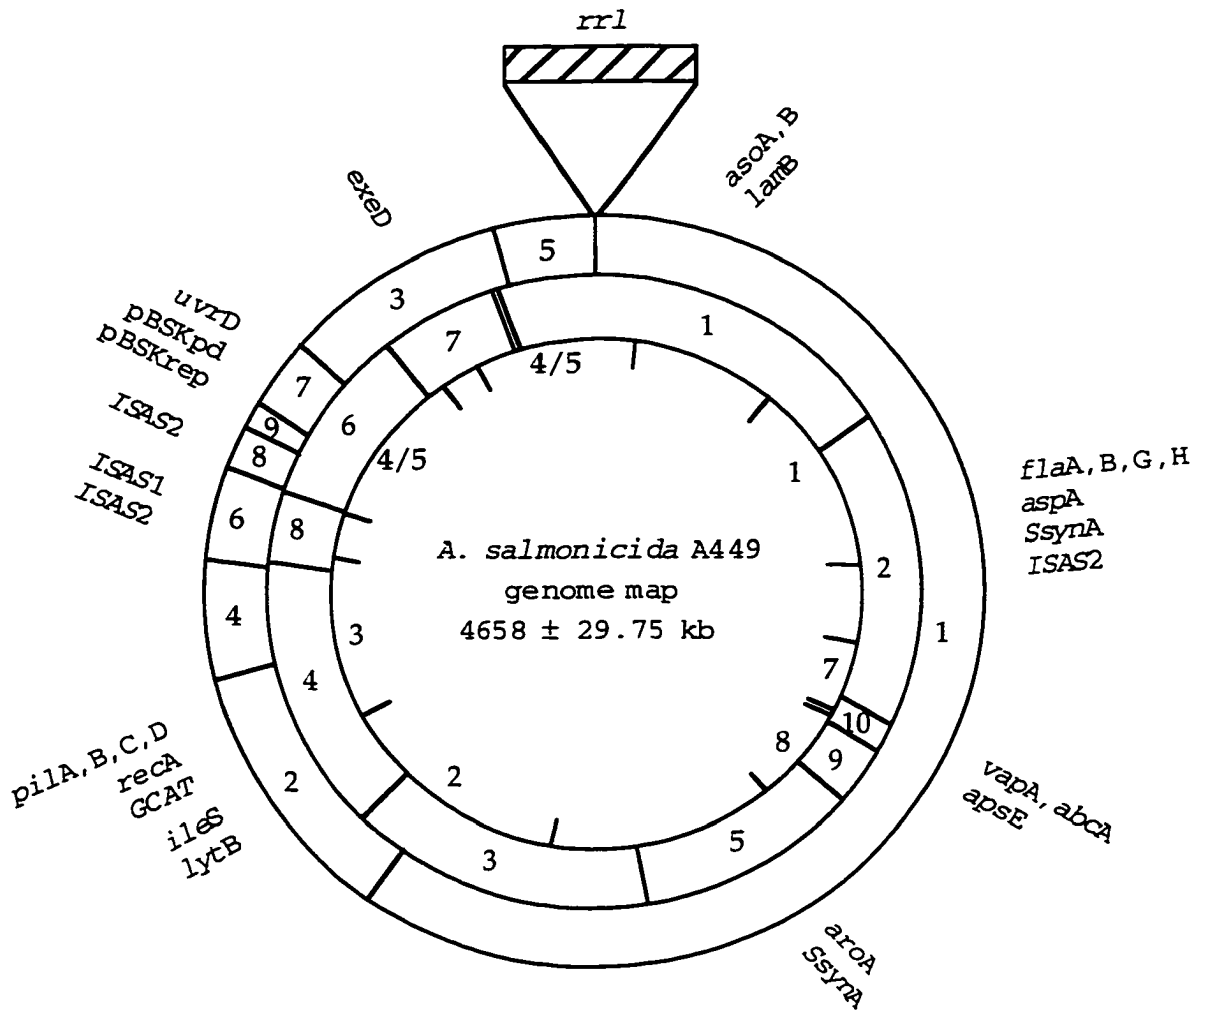 rrl
asoA,B
lamB
exeD
5
3
1
7
4/5
uvrD
pBSKpd
pBSKrep
7
9
8
6
ISAS2
ISAS1
ISAS2
4/5
1
flaA,B,G,H
aspA
SsynA
ISAS2
6
8
A. salmonicida A449
genome map
4658 ± 29.75 kb
2
1
4
3
4
7
10
8
9
2
2
3
5
pilA,B,C,D
recA
GCAT
ileS
lytB
vapA,abcA
apsE
aroA
SsynA